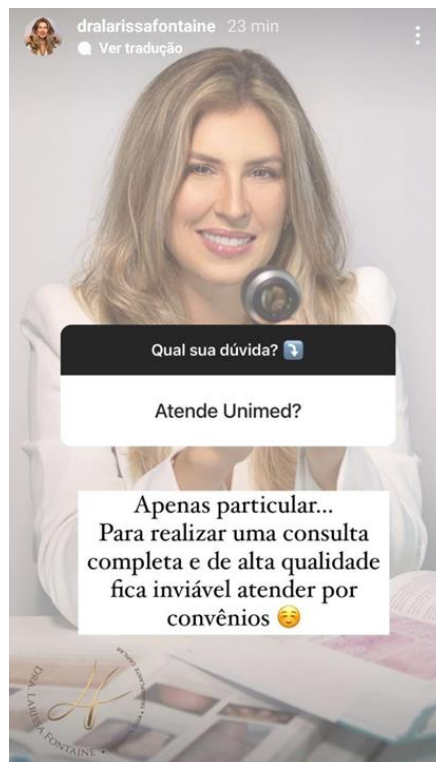 dralarissafontaine 23 min
Ver tradução
Qual sua dúvida? ⤵️
Atende Unimed?
Apenas particular...
Para realizar uma consulta
completa e de alta qualidade
fica inviável atender por
convênios ☺️
DRA. LARISSA FONTAINE